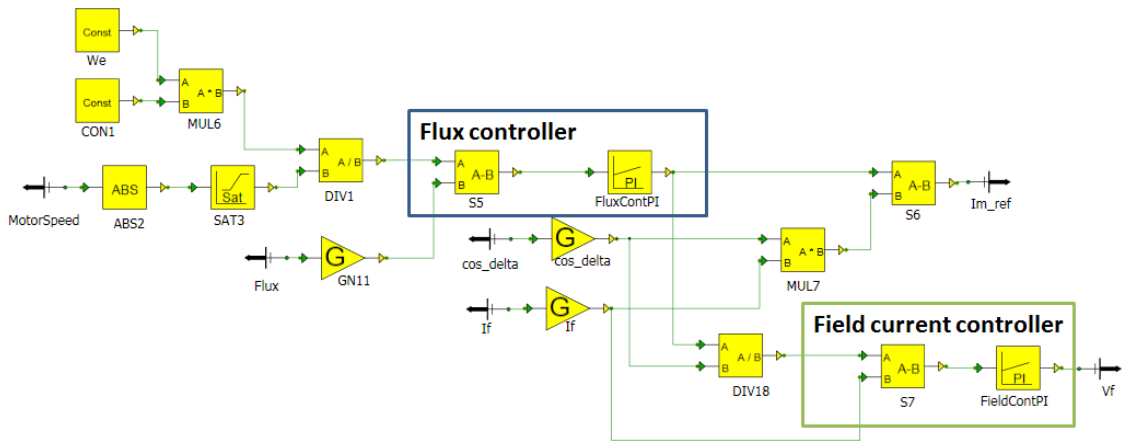 Const
We
Const
CON1
A
B
A * B
MUL6
MotorSpeed
ABS
ABS2
Sat
SAT3
A
B
A / B
DIV1
Flux controller
A
B
A-B
S5
PI
FluxContPI
Flux
G
GN11
cos_delta
G
cos_delta
If
G
If
A
B
A * B
MUL7
A
B
A-B
S6
Im_ref
A
B
A / B
DIV18
Field current controller
A
B
A-B
S7
PI
FieldContPI
Vf